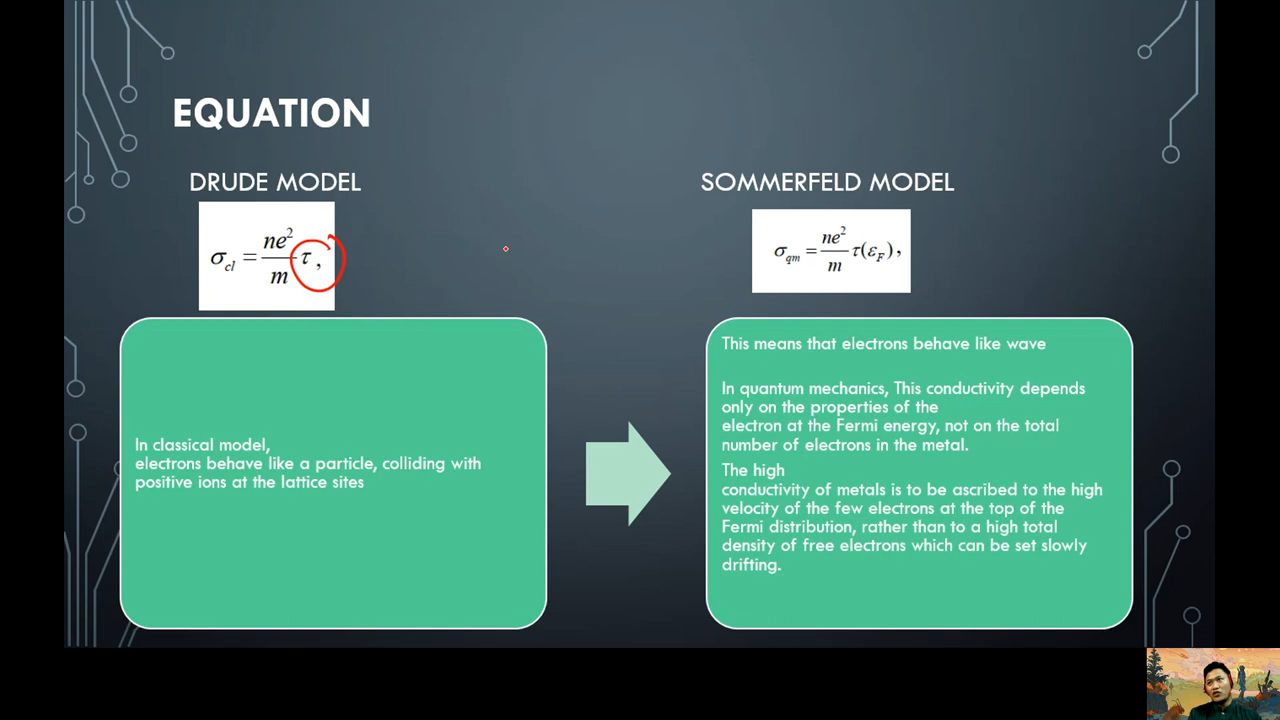 EQUATION
DRUDE MODEL
σ_cl = ne²/m τ,
In classical model,
electrons behave like a particle, colliding with
positive ions at the lattice sites
SOMMERFELD MODEL
σ_qm = ne²/m τ(ε_F),
This means that electrons behave like wave
In quantum mechanics, This conductivity depends
only on the properties of the
electron at the Fermi energy, not on the total
number of electrons in the metal.
The high
conductivity of metals is to be ascribed to the high
velocity of the few electrons at the top of the
Fermi distribution, rather than to a high total
density of free electrons which can be set slowly
drifting.